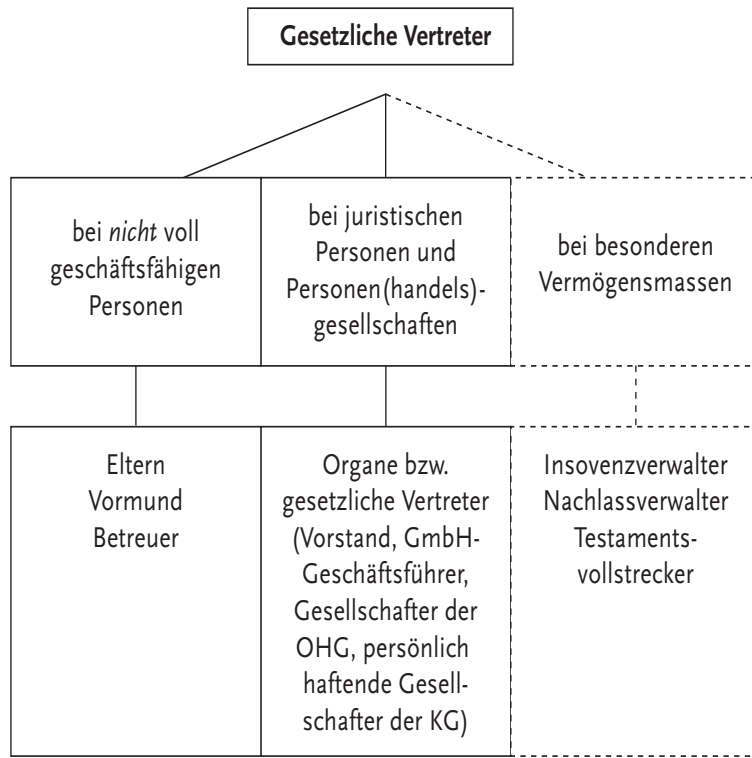 Gesetzliche Vertreter
bei nicht voll
geschäftsfähigen
Personen
bei juristischen
Personen und
Personen(handels)-
gesellschaften
bei besonderen
Vermögensmassen
Eltern
Vormund
Betreuer
Organe bzw.
gesetzliche Vertreter
(Vorstand, GmbH-
Geschäftsführer,
Gesellschafter der
OHG, persönlich
haftende Gesell-
schafter der KG)
Insovenzverwalter
Nachlassverwalter
Testaments-
vollstrecker